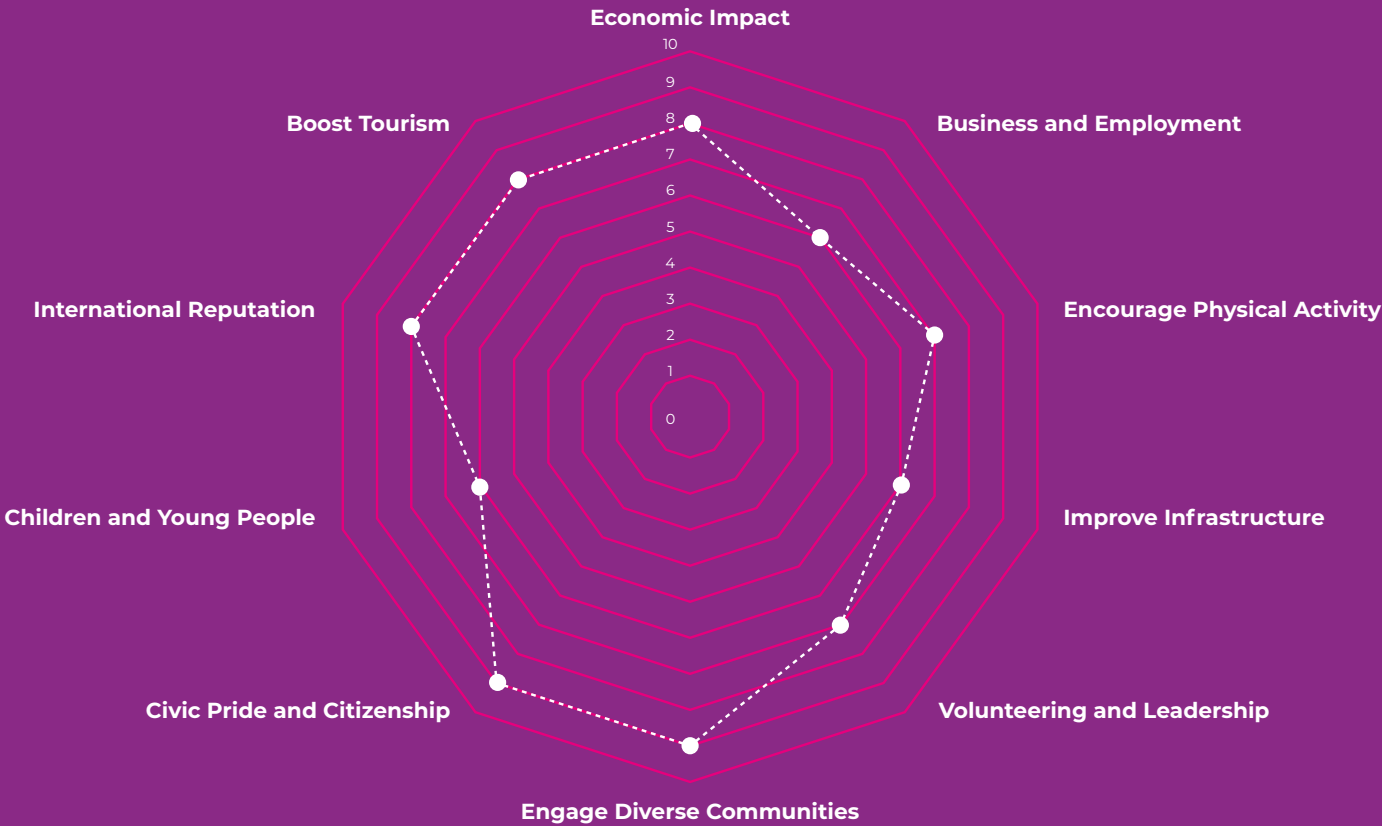 Economic Impact
10
9
Boost Tourism
Business and Employment
8
7
6
5
4
International Reputation
Encourage Physical Activity
3
2
1
0
Children and Young People
Improve Infrastructure
Civic Pride and Citizenship
Volunteering and Leadership
Engage Diverse Communities